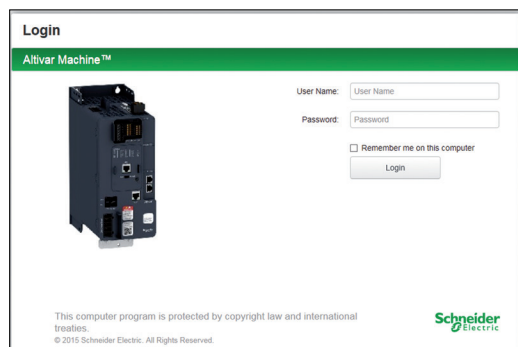 Login
Altivar Machine™
User Name:
User Name
Password:
Password
Remember me on this computer
Login
This computer program is protected by copyright law and international
treaties.
© 2015 Schneider Electric. All Rights Reserved.
Schneider
Electric